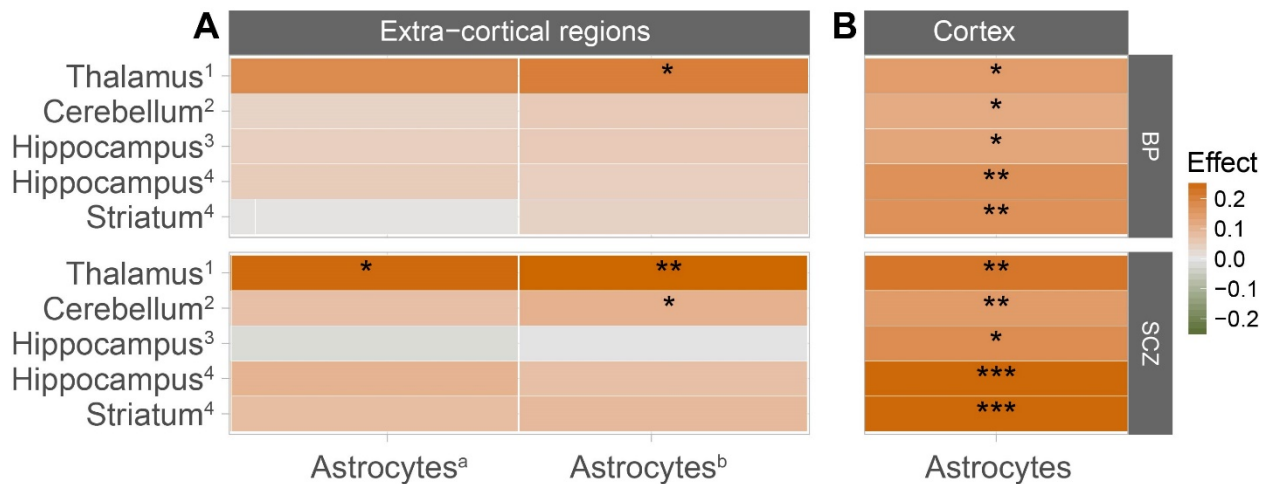 A
Extra−cortical regions
B
Cortex
Thalamus¹
*
*
Cerebellum²
*
Hippocampus³
*
Hippocampus⁴
**
Striatum⁴
**
BP
Thalamus¹
*
**
**
Cerebellum²
*
**
Hippocampus³
*
Hippocampus⁴
***
Striatum⁴
***
SCZ
Astrocytesᵃ
Astrocytesᵇ
Astrocytes
Effect
0.2
0.1
0.0
−0.1
−0.2